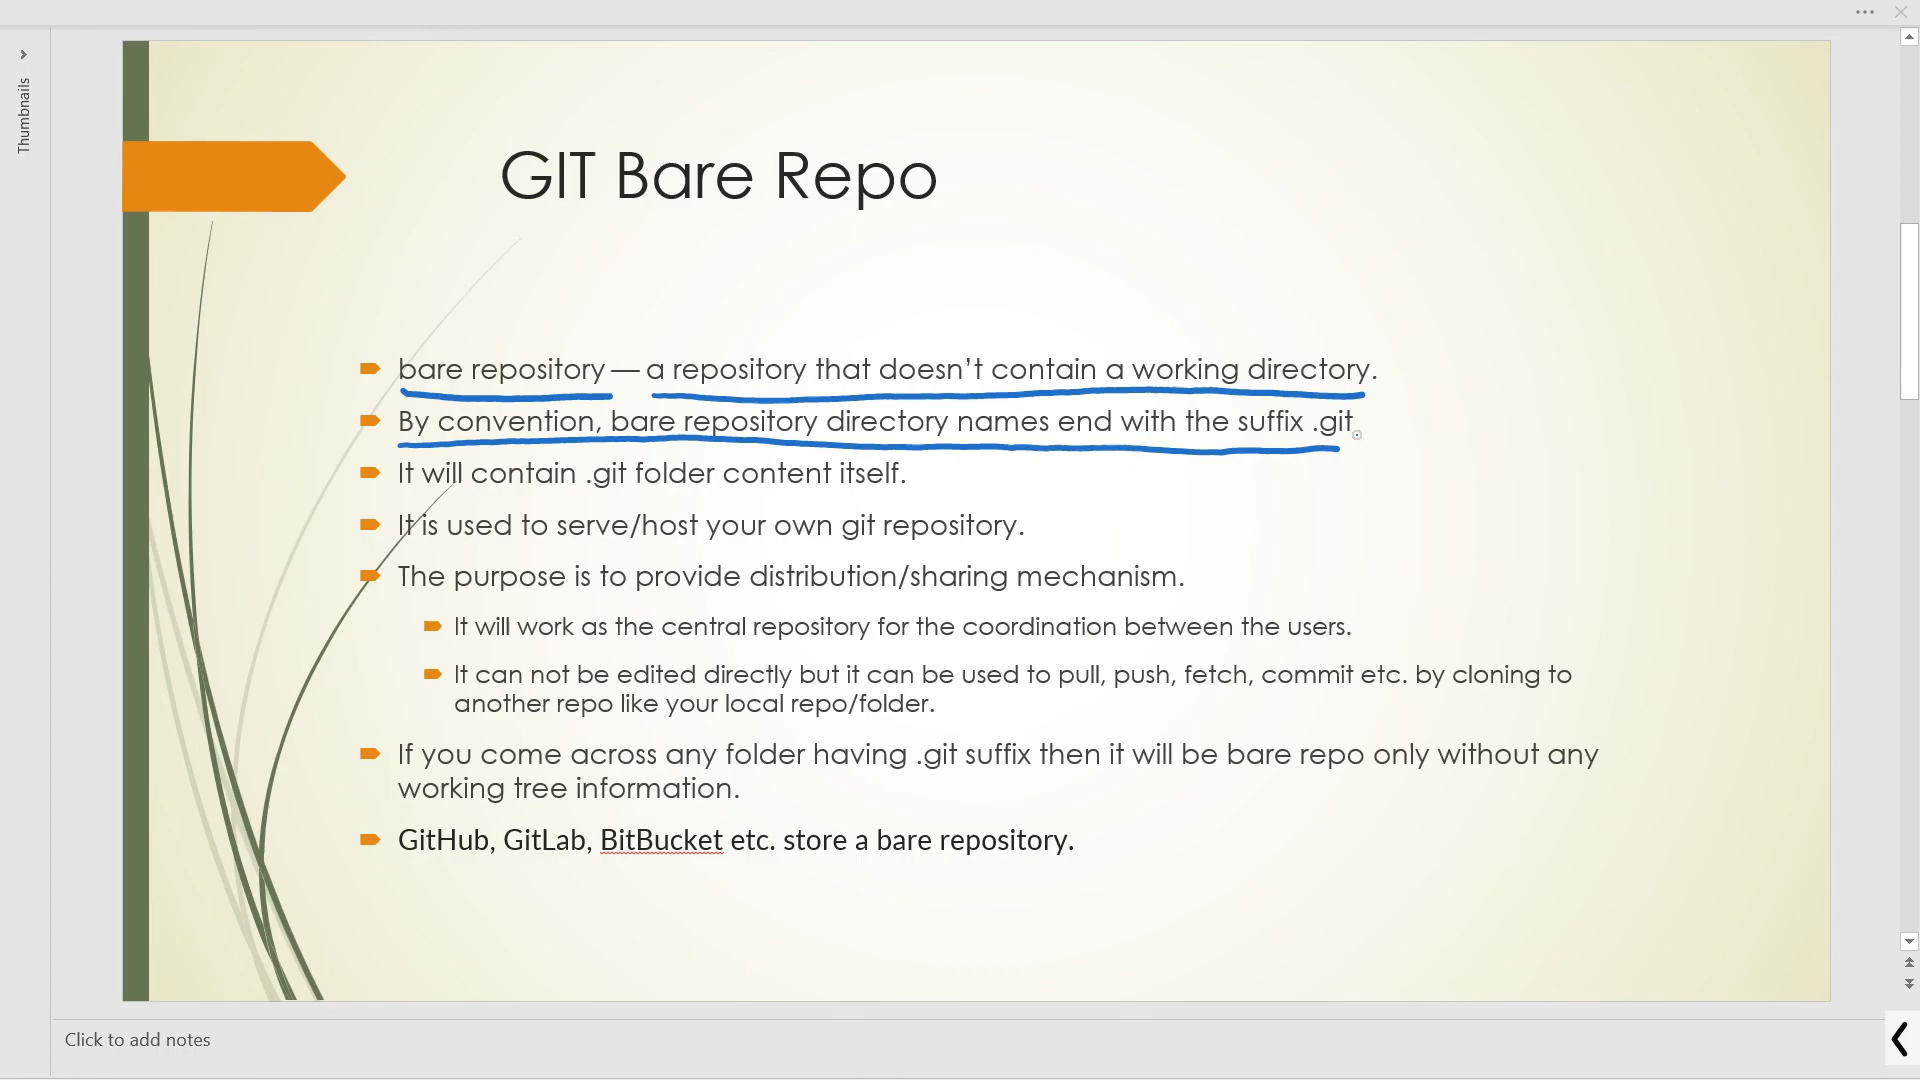 Thumbnails
GIT Bare Repo
bare repository — a repository that doesn’t contain a working directory.
By convention, bare repository directory names end with the suffix .git
It will contain .git folder content itself.
It is used to serve/host your own git repository.
The purpose is to provide distribution/sharing mechanism.
It will work as the central repository for the coordination between the users.
It can not be edited directly but it can be used to pull, push, fetch, commit etc. by cloning to
another repo like your local repo/folder.
If you come across any folder having .git suffix then it will be bare repo only without any
working tree information.
GitHub, GitLab, BitBucket etc. store a bare repository.
Click to add notes